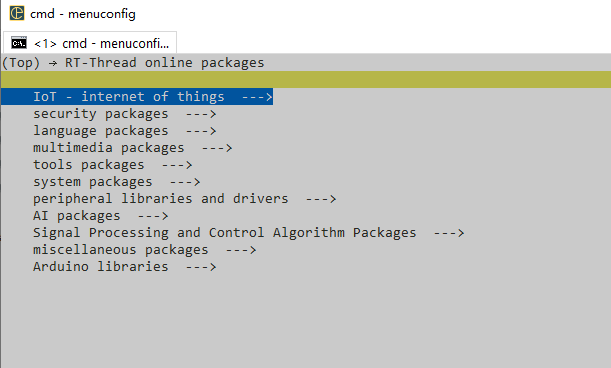 cmd - menuconfig
<1> cmd - menuconfi...
(Top) → RT-Thread online packages
IoT - internet of things --->
security packages --->
language packages --->
multimedia packages --->
tools packages --->
system packages --->
peripheral libraries and drivers --->
AI packages --->
Signal Processing and Control Algorithm Packages --->
miscellaneous packages --->
Arduino libraries --->